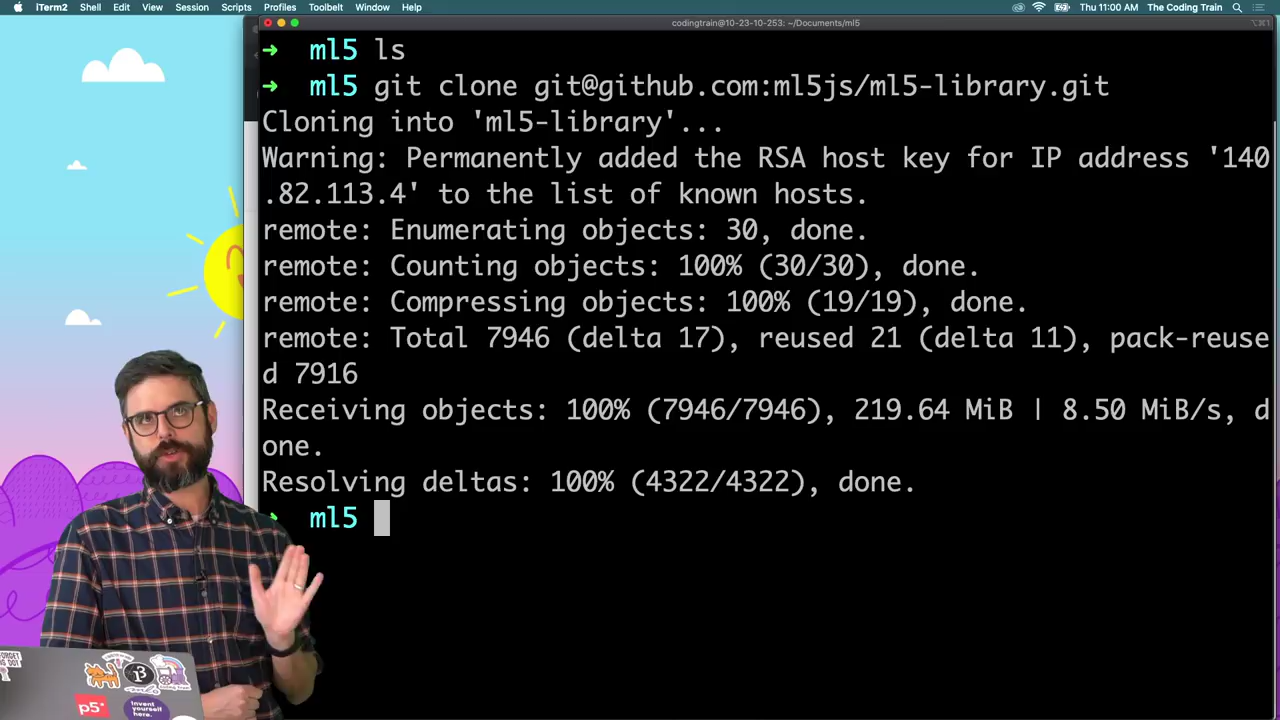 iTerm2 Shell Edit View Session Scripts Profiles Toolbelt Window Help Thu 11:00 AM The Coding Train
codingtrain@10-23-10-253: ~/Documents/ml5 ⌥⌘1
➜ ml5 ls
➜ ml5 git clone git@github.com:ml5js/ml5-library.git
Cloning into 'ml5-library'...
Warning: Permanently added the RSA host key for IP address '140
.82.113.4' to the list of known hosts.
remote: Enumerating objects: 30, done.
remote: Counting objects: 100% (30/30), done.
remote: Compressing objects: 100% (19/19), done.
remote: Total 7946 (delta 17), reused 21 (delta 11), pack-reuse
d 7916
Receiving objects: 100% (7946/7946), 219.64 MiB | 8.50 MiB/s, d
one.
Resolving deltas: 100% (4322/4322), done.
➜ ml5
p5*
Invent
yourself
here.